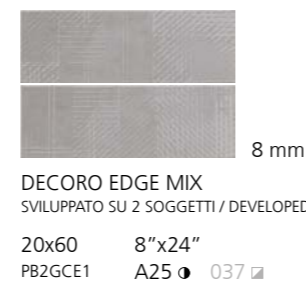 8 mm
DECORO EDGE MIX
SVILUPPATO SU 2 SOGGETTI / DEVELOPED
20x60 8”x24”
PB2GCE1 A25 037